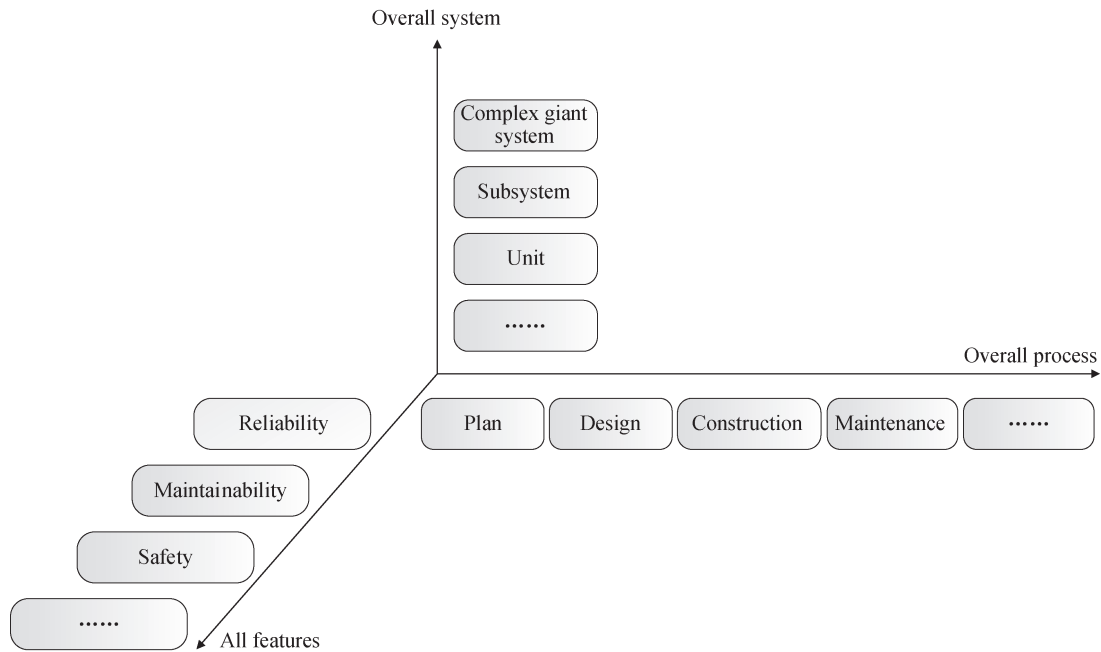 Overall system
Complex giant
system
Subsystem
Unit
······
Overall process
Plan
Design
Construction
Maintenance
······
Reliability
Maintainability
Safety
······
All features